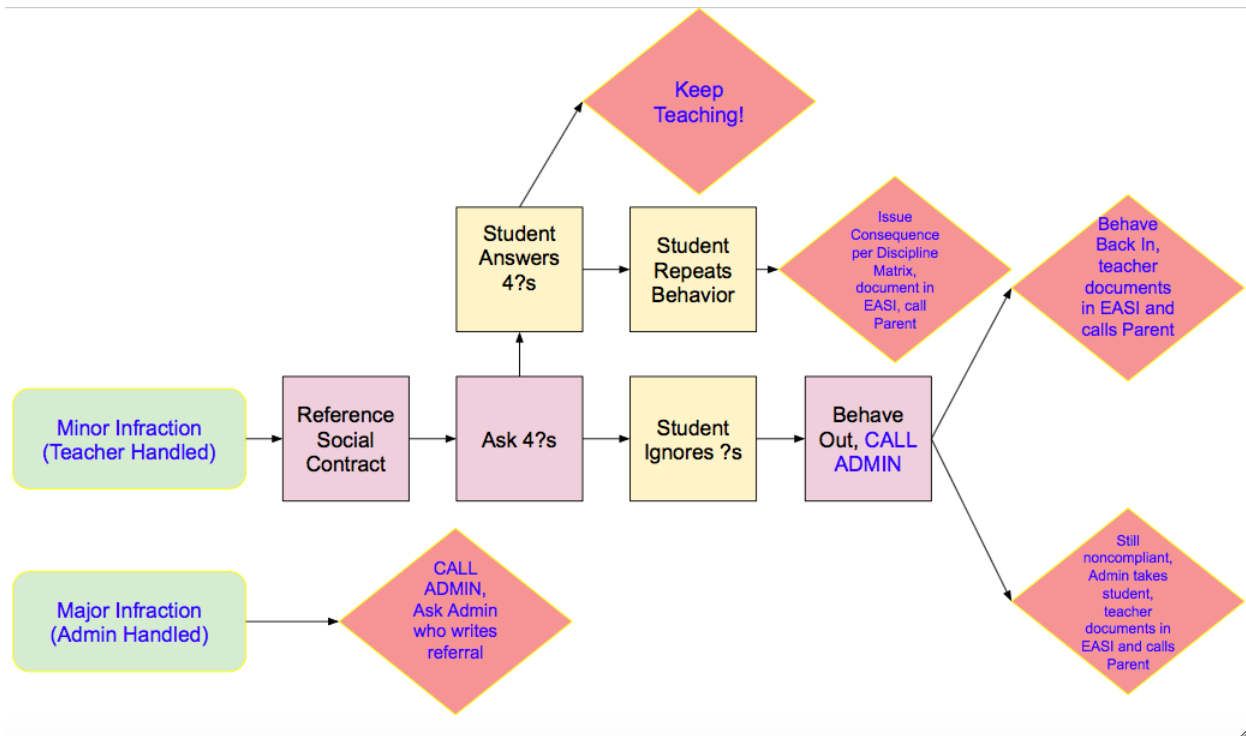 Keep
Teaching!
Student
Answers
4?s
Student
Repeats
Behavior
Issue
Consequence
per Discipline
Matrix,
document in
EASI, call
Parent
Behave
Back In,
teacher
documents
in EASI and
calls Parent
Minor Infraction
(Teacher Handled)
Reference
Social
Contract
Ask 4?s
Student
Ignores ?s
Behave
Out, CALL
ADMIN
Major Infraction
(Admin Handled)
CALL
ADMIN,
Ask Admin
who writes
referral
Still
noncompliant,
Admin takes
student,
teacher
documents in
EASI and calls
Parent